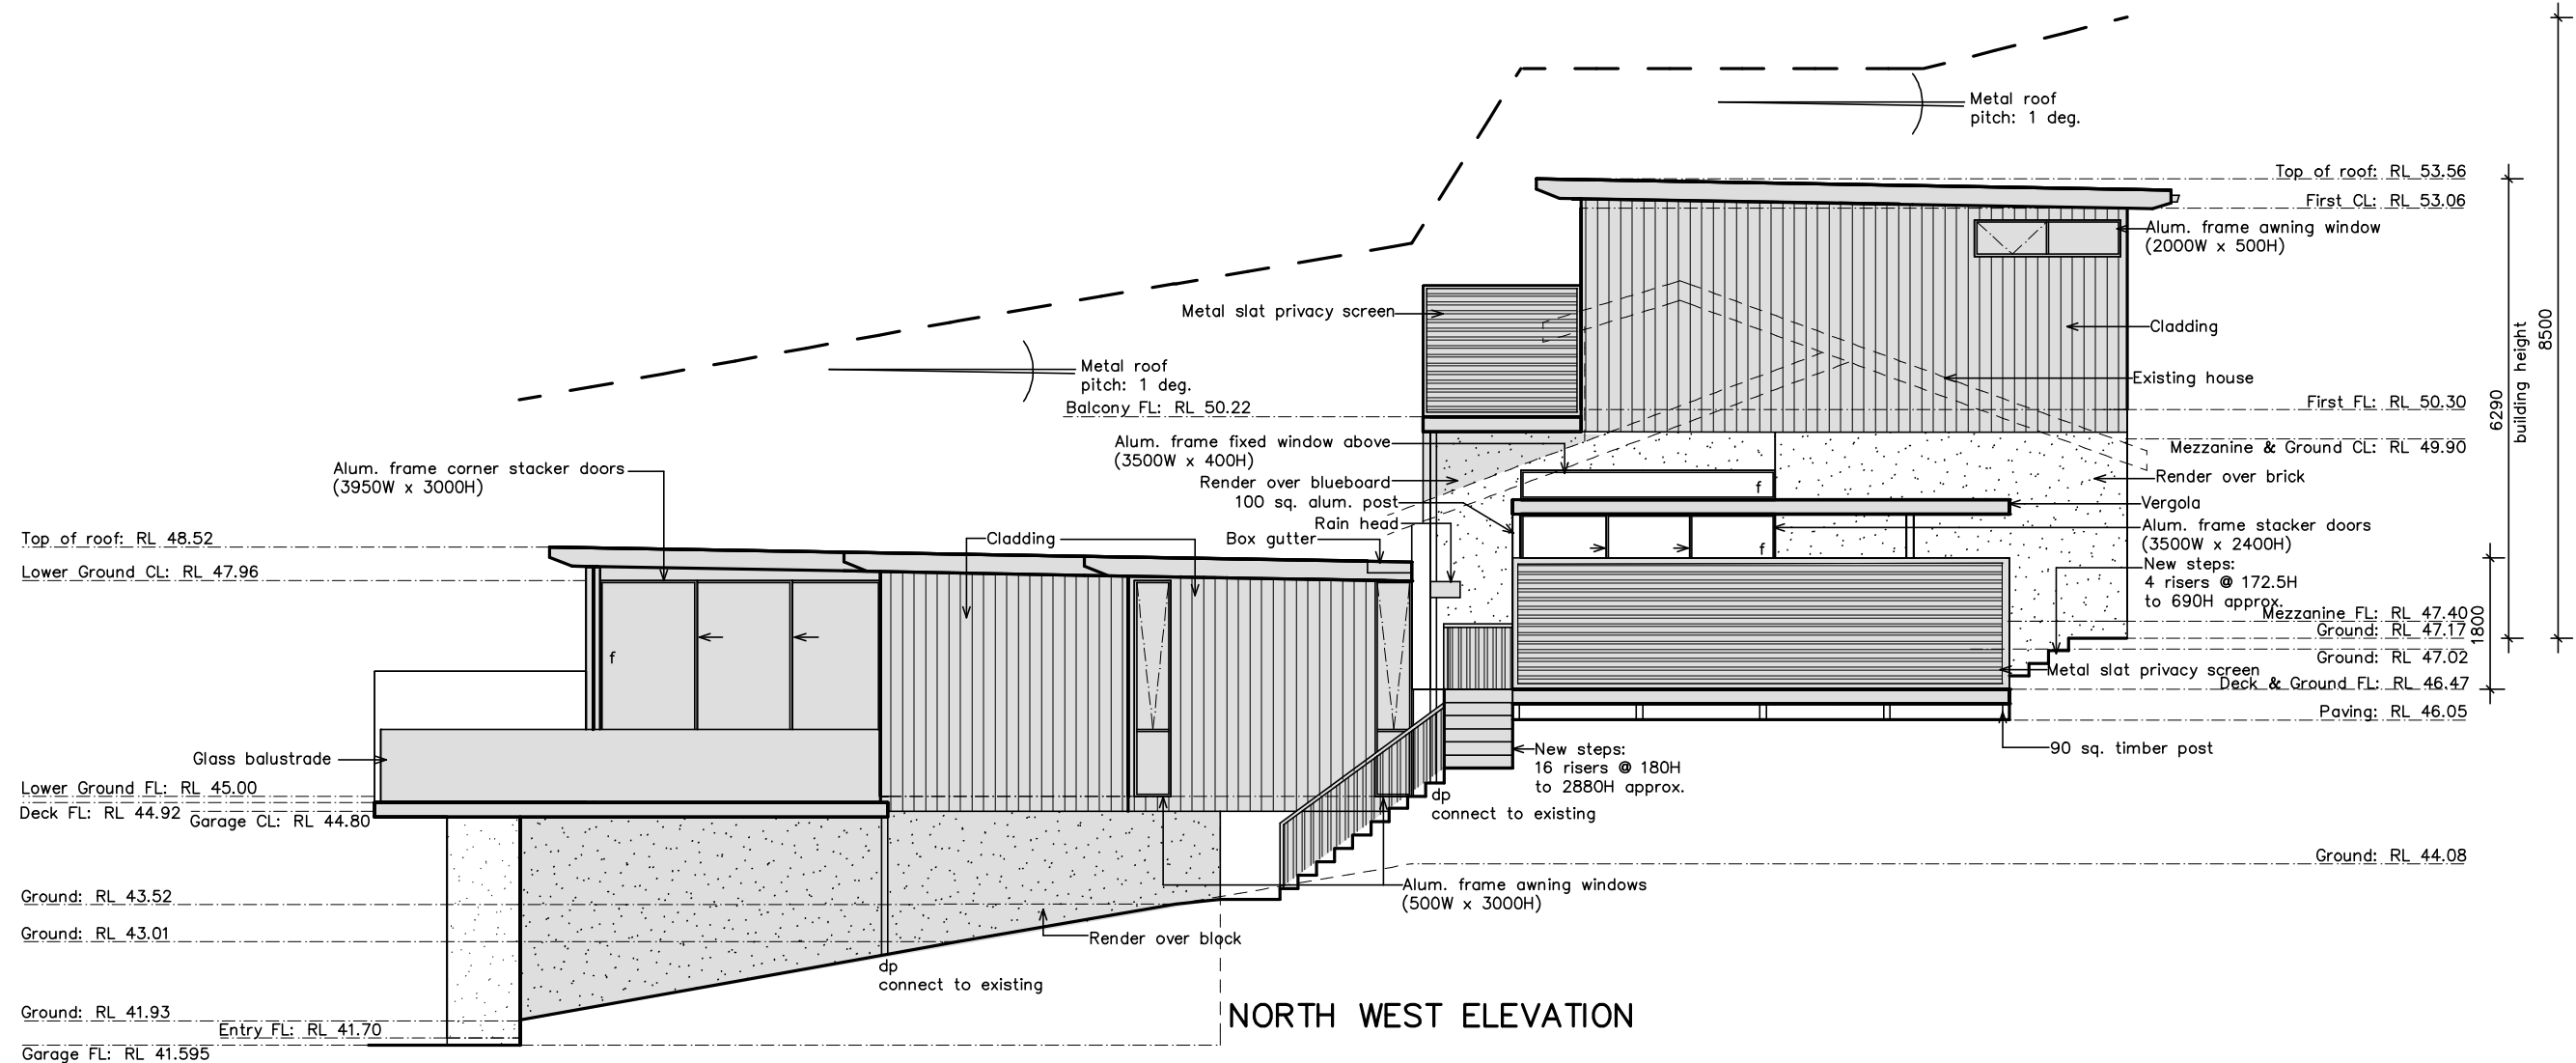 Metal roof
pitch: 1 deg.
Top of roof: RL 53.56
First CL: RL 53.06
Alum. frame awning window
(2000W x 500H)
Metal slat privacy screen
Cladding
8500
Metal roof
pitch: 1 deg.
Existing house
Balcony FL: RL 50.22
First FL: RL 50.30
6290
building height
Alum. frame fixed window above
(3500W x 400H)
Mezzanine & Ground CL: RL 49.90
Alum. frame corner stacker doors
(3950W x 3000H)
Render over blueboard
Render over brick
f
100 sq. alum. post
Vergola
Rain head
Alum. frame stacker doors
(3500W x 2400H)
Top of roof: RL 48.52
Cladding
Box gutter
f
Lower Ground CL: RL 47.96
New steps:
4 risers @ 172.5H
to 690H approx.
Mezzanine FL: RL 47.40
1800
Ground: RL 47.17
f
Ground: RL 47.02
Metal slat privacy screen
Deck & Ground FL: RL 46.47
Paving: RL 46.05
Glass balustrade
New steps:
16 risers @ 180H
to 2880H approx.
90 sq. timber post
Lower Ground FL: RL 45.00
dp
connect to existing
Deck FL: RL 44.92
Garage CL: RL 44.80
Ground: RL 44.08
Ground: RL 43.52
Alum. frame awning windows
(500W x 3000H)
Ground: RL 43.01
Render over block
dp
connect to existing
Ground: RL 41.93
NORTH WEST ELEVATION
Entry FL: RL 41.70
Garage FL: RL 41.595